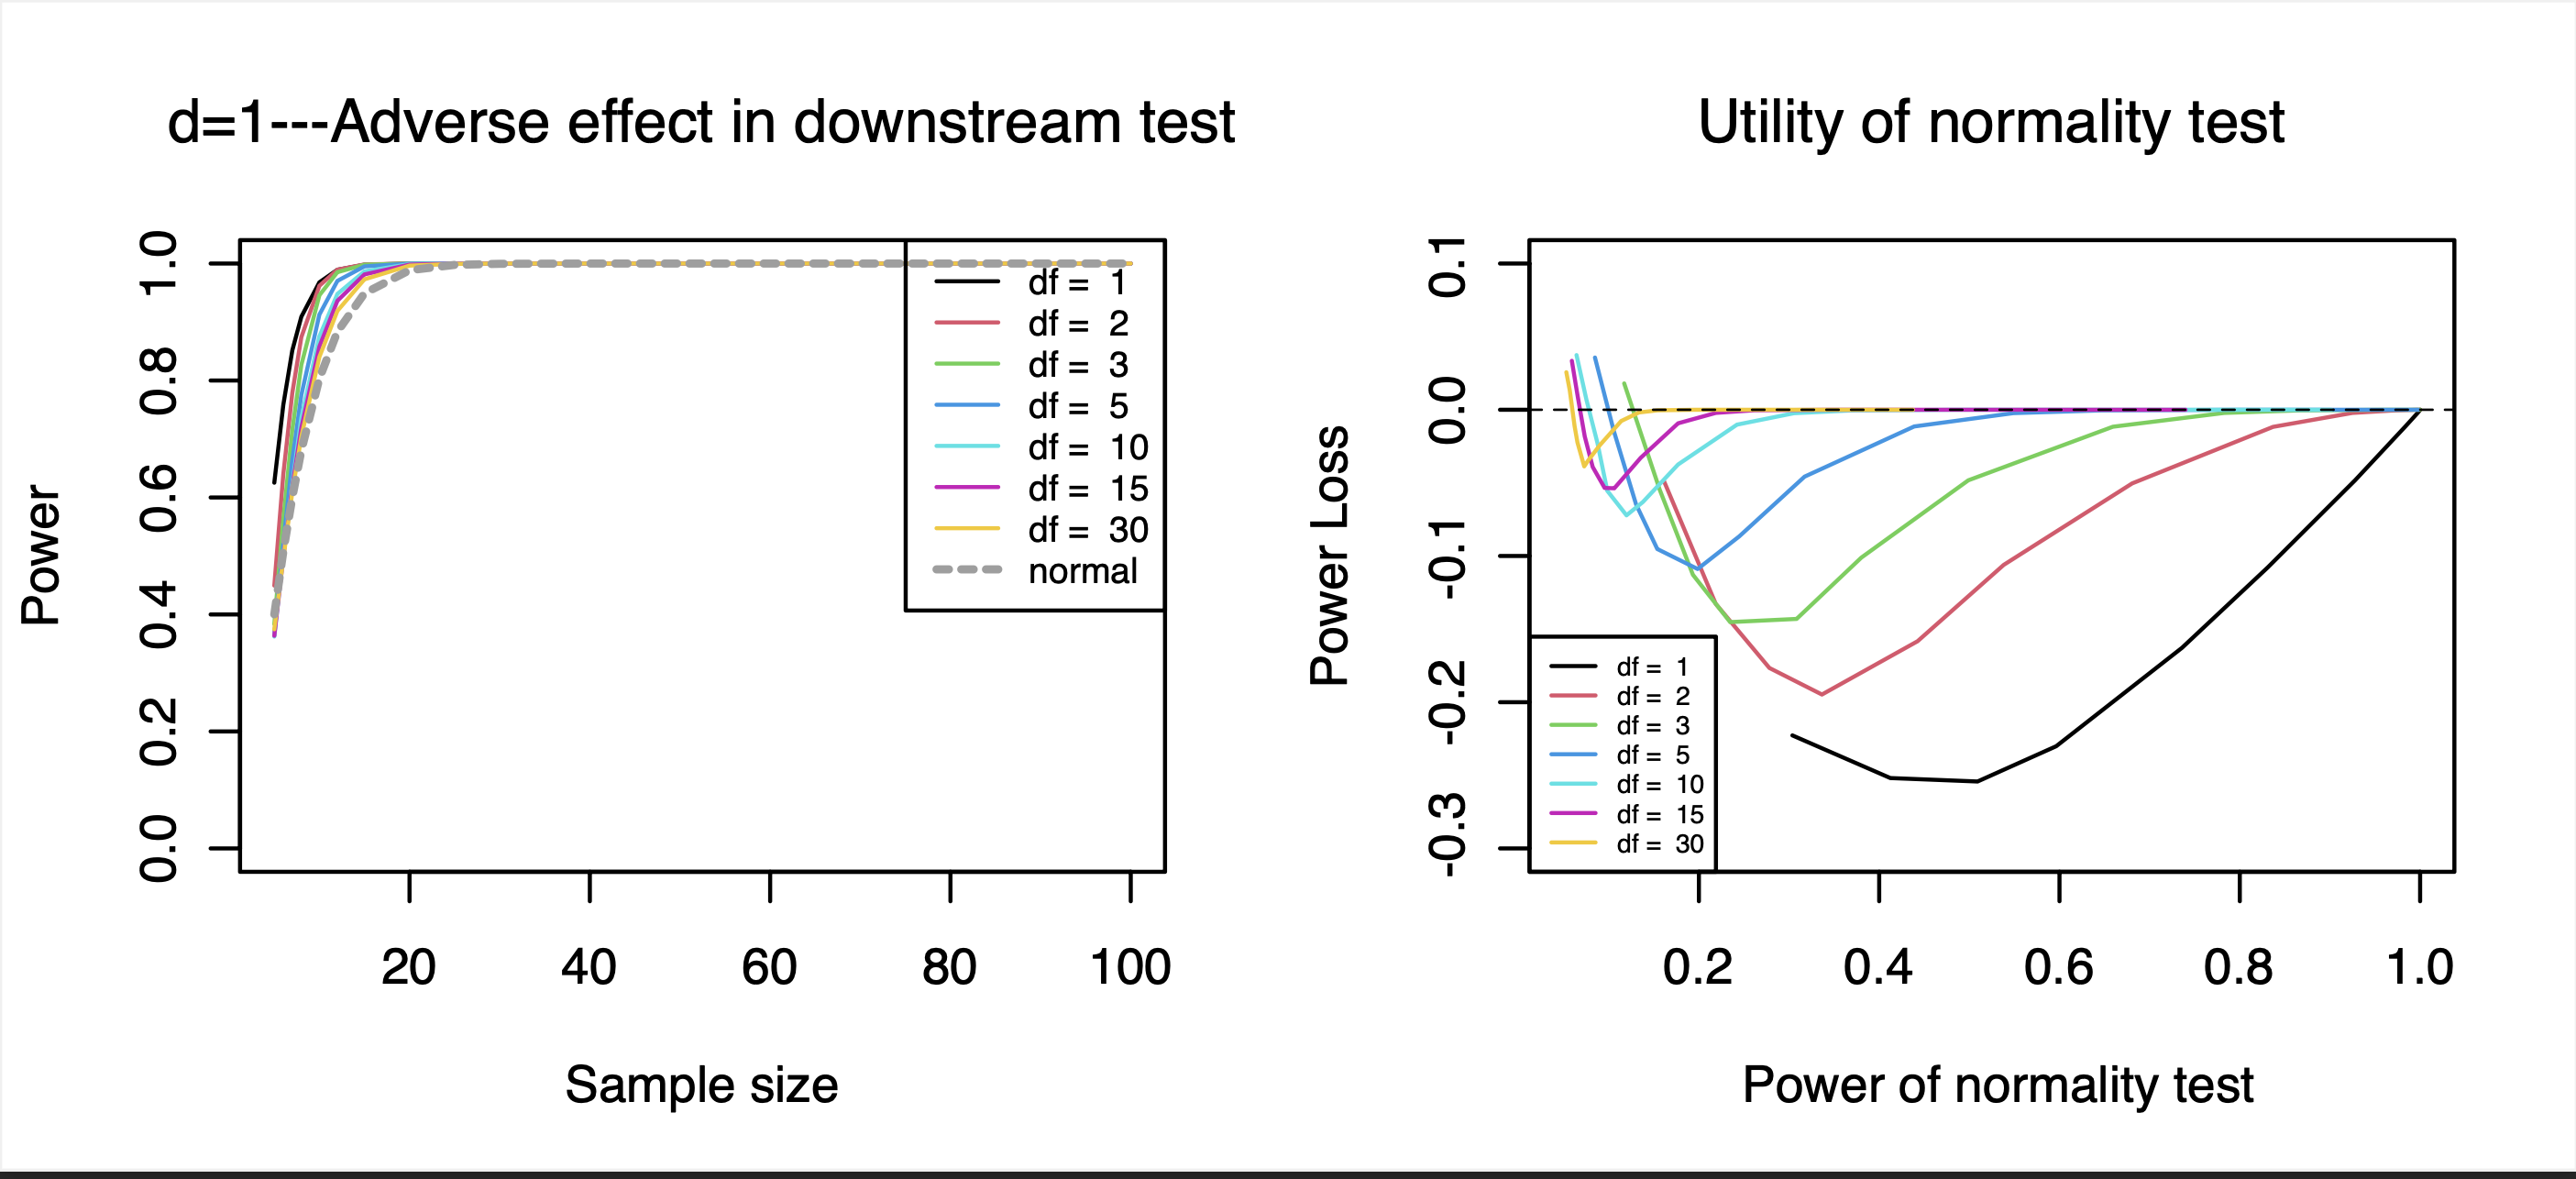 d=1---Adverse effect in downstream test
Power
1.0
0.8
0.6
0.4
0.2
0.0
df = 1
df = 2
df = 3
df = 5
df = 10
df = 15
df = 30
normal
20 40 60 80 100
Sample size
Utility of normality test
Power Loss
0.1
0.0
-0.1
-0.2
-0.3
df = 1
df = 2
df = 3
df = 5
df = 10
df = 15
df = 30
0.2 0.4 0.6 0.8 1.0
Power of normality test